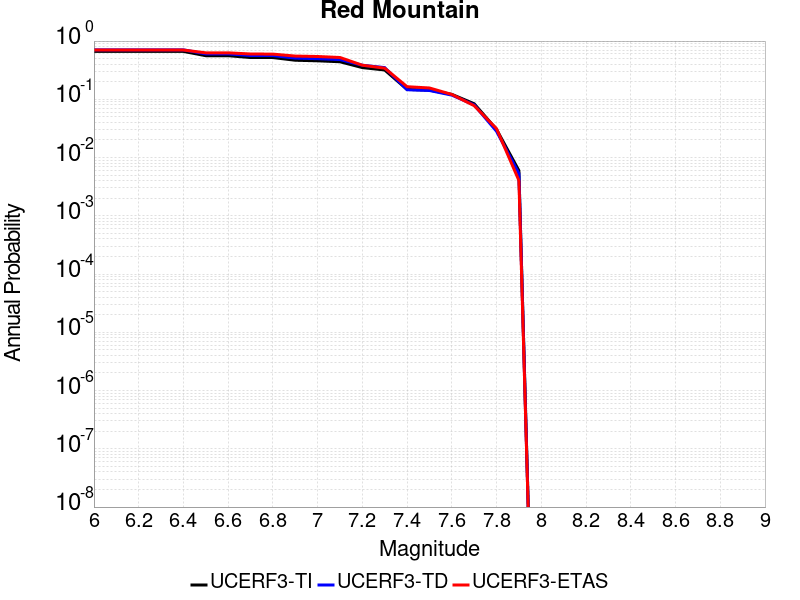 Red Mountain
Annual Probability
10^0
10^-1
10^-2
10^-3
10^-4
10^-5
10^-6
10^-7
10^-8
6 6.2 6.4 6.6 6.8 7 7.2 7.4 7.6 7.8 8 8.2 8.4 8.6 8.8 9
Magnitude
UCERF3-TI UCERF3-TD UCERF3-ETAS